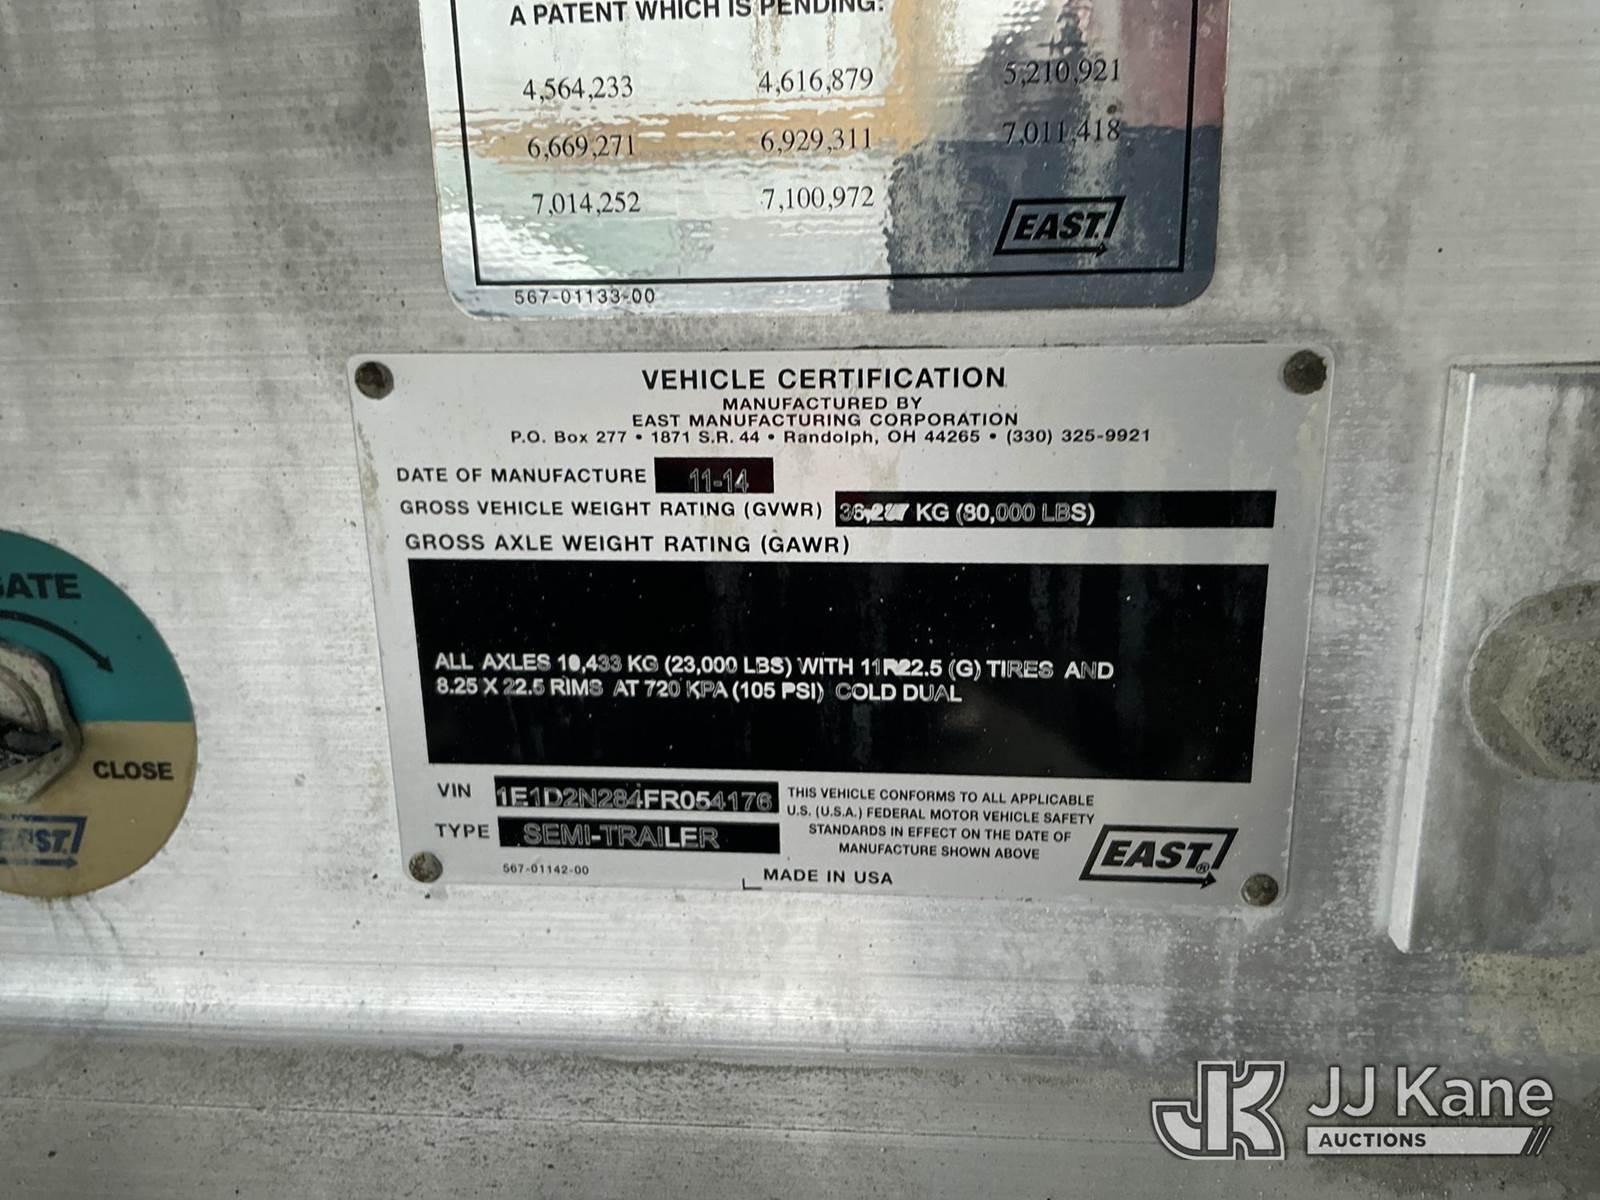 A PATENT WHICH IS PENDING:
4,564,233 4,616,879 5,210,921
6,669,271 6,929,311 7,011,418
7,014,252 7,100,972
EAST
567-01133-00
VEHICLE CERTIFICATION
MANUFACTURED BY
EAST MANUFACTURING CORPORATION
P.O. Box 277 • 1871 S.R. 44 • Randolph, OH 44265 • (330) 325-9921
DATE OF MANUFACTURE 11-14
GROSS VEHICLE WEIGHT RATING (GVWR) KG (80,000 LBS)
GROSS AXLE WEIGHT RATING (GAWR)
ALL AXLES 10,433 KG (23,000 LBS) WITH 11R22.5 (G) TIRES AND
8.25 X 22.5 RIMS AT 720 KPA (105 PSI) COLD DUAL
VIN 1E1D2N284FR054176
TYPE SEMI-TRAILER
THIS VEHICLE CONFORMS TO ALL APPLICABLE
U.S. (U.S.A.) FEDERAL MOTOR VEHICLE SAFETY
STANDARDS IN EFFECT ON THE DATE OF
MANUFACTURE SHOWN ABOVE
EAST®
567-01142-00
MADE IN USA
CLOSE
EAST
JK JJ Kane
AUCTIONS